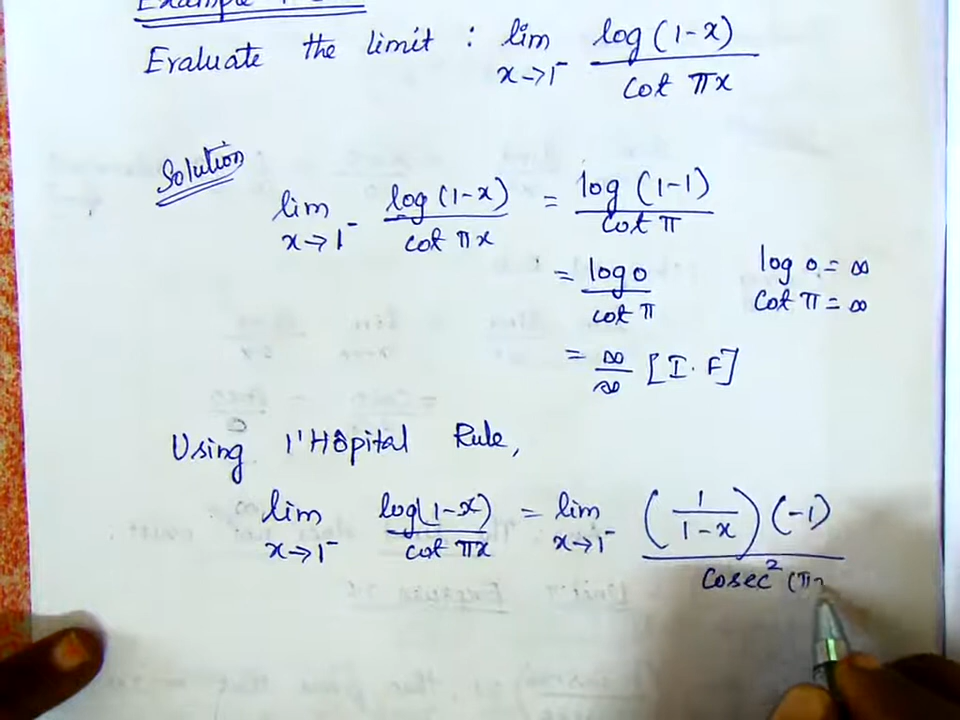 Example
Evaluate the limit : lim x→1⁻ log(1-x) / cot πx
Solution
lim x→1⁻ log(1-x) / cot πx = log(1-1) / cot π
= log 0 / cot π log 0 = ∞
cot π = ∞
= ∞/∞ [I.F]
Using l'Hôpital Rule,
lim x→1⁻ log(1-x) / cot πx = lim x→1⁻ (1/(1-x)) (-1) / cosec² (π